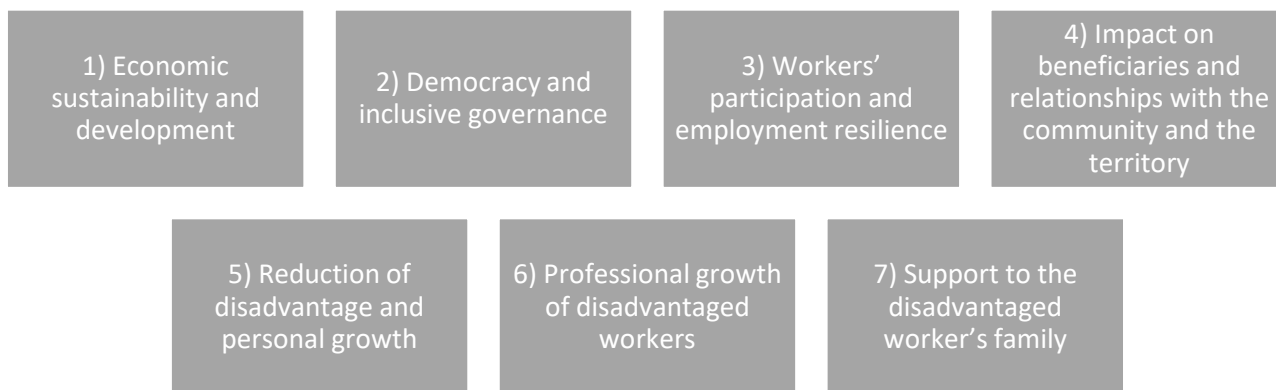 1) Economic
sustainability and
development
2) Democracy and
inclusive governance
3) Workers’
participation and
employment resilience
4) Impact on
beneficiaries and
relationships with the
community and the
territory
5) Reduction of
disadvantage and
personal growth
6) Professional growth
of disadvantaged
workers
7) Support to the
disadvantaged
worker’s family